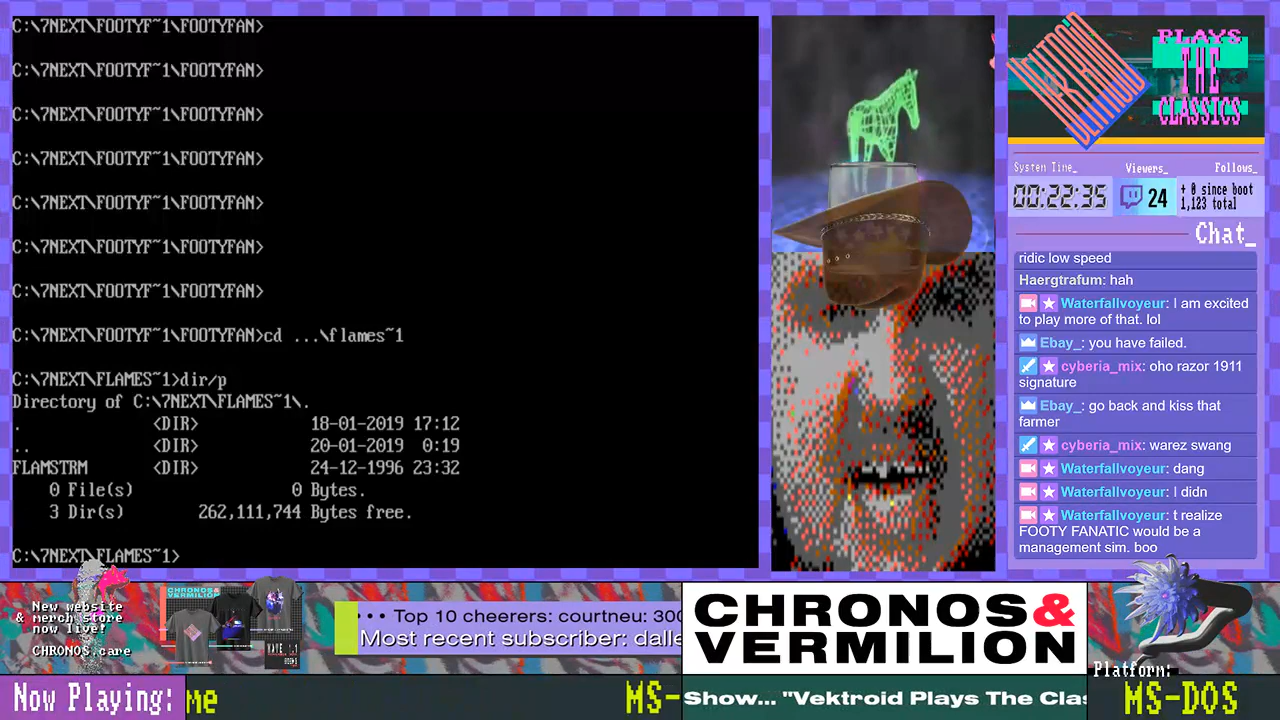 C:\7NEXT\FOOTYF~1\FOOTYFAN>
C:\7NEXT\FOOTYF~1\FOOTYFAN>
C:\7NEXT\FOOTYF~1\FOOTYFAN>
C:\7NEXT\FOOTYF~1\FOOTYFAN>
C:\7NEXT\FOOTYF~1\FOOTYFAN>
C:\7NEXT\FOOTYF~1\FOOTYFAN>
C:\7NEXT\FOOTYF~1\FOOTYFAN>
C:\7NEXT\FOOTYF~1\FOOTYFAN>cd ...\flames~1
C:\7NEXT\FLAMES~1>dir/p
Directory of C:\7NEXT\FLAMES~1\.
. <DIR> 18-01-2019 17:12
.. <DIR> 20-01-2019 0:19
FLAMSTRM <DIR> 24-12-1996 23:32
0 File(s) 0 Bytes.
3 Dir(s) 262,111,744 Bytes free.
C:\7NEXT\FLAMES~1>
PLAYS
THE
CLASSICS
System Time_
Viewers_
Follows_
00:22:35
24
+ 0 since boot
1,123 total
Chat_
ridic low speed
Haergtrafum: hah
Waterfallvoyeur: I am excited
to play more of that. lol
Ebay_: you have failed.
cyberia_mix: oho razor 1911
signature
Ebay_: go back and kiss that
farmer
cyberia_mix: warez swang
Waterfallvoyeur: dang
Waterfallvoyeur: I didn
Waterfallvoyeur: t realize
FOOTY FANATIC would be a
management sim. boo
New website
& merch store
now live!
CHRONOS.care
CHRONOS&
VERMILION
••• Top 10 cheerers: courtneu: 300
Most recent subscriber: dalle
CHRONOS&
VERMILION
Platform:
MS-DOS
Now Playing:
me
MS-
Show... "Vektroid Plays The Clas